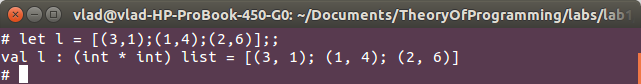 vlad@vlad-HP-ProBook-450-G0: ~/Documents/TheoryOfProgramming/labs/lab1
# let l = [(3,1);(1,4);(2,6)];;
val l : (int * int) list = [(3, 1); (1, 4); (2, 6)]
#